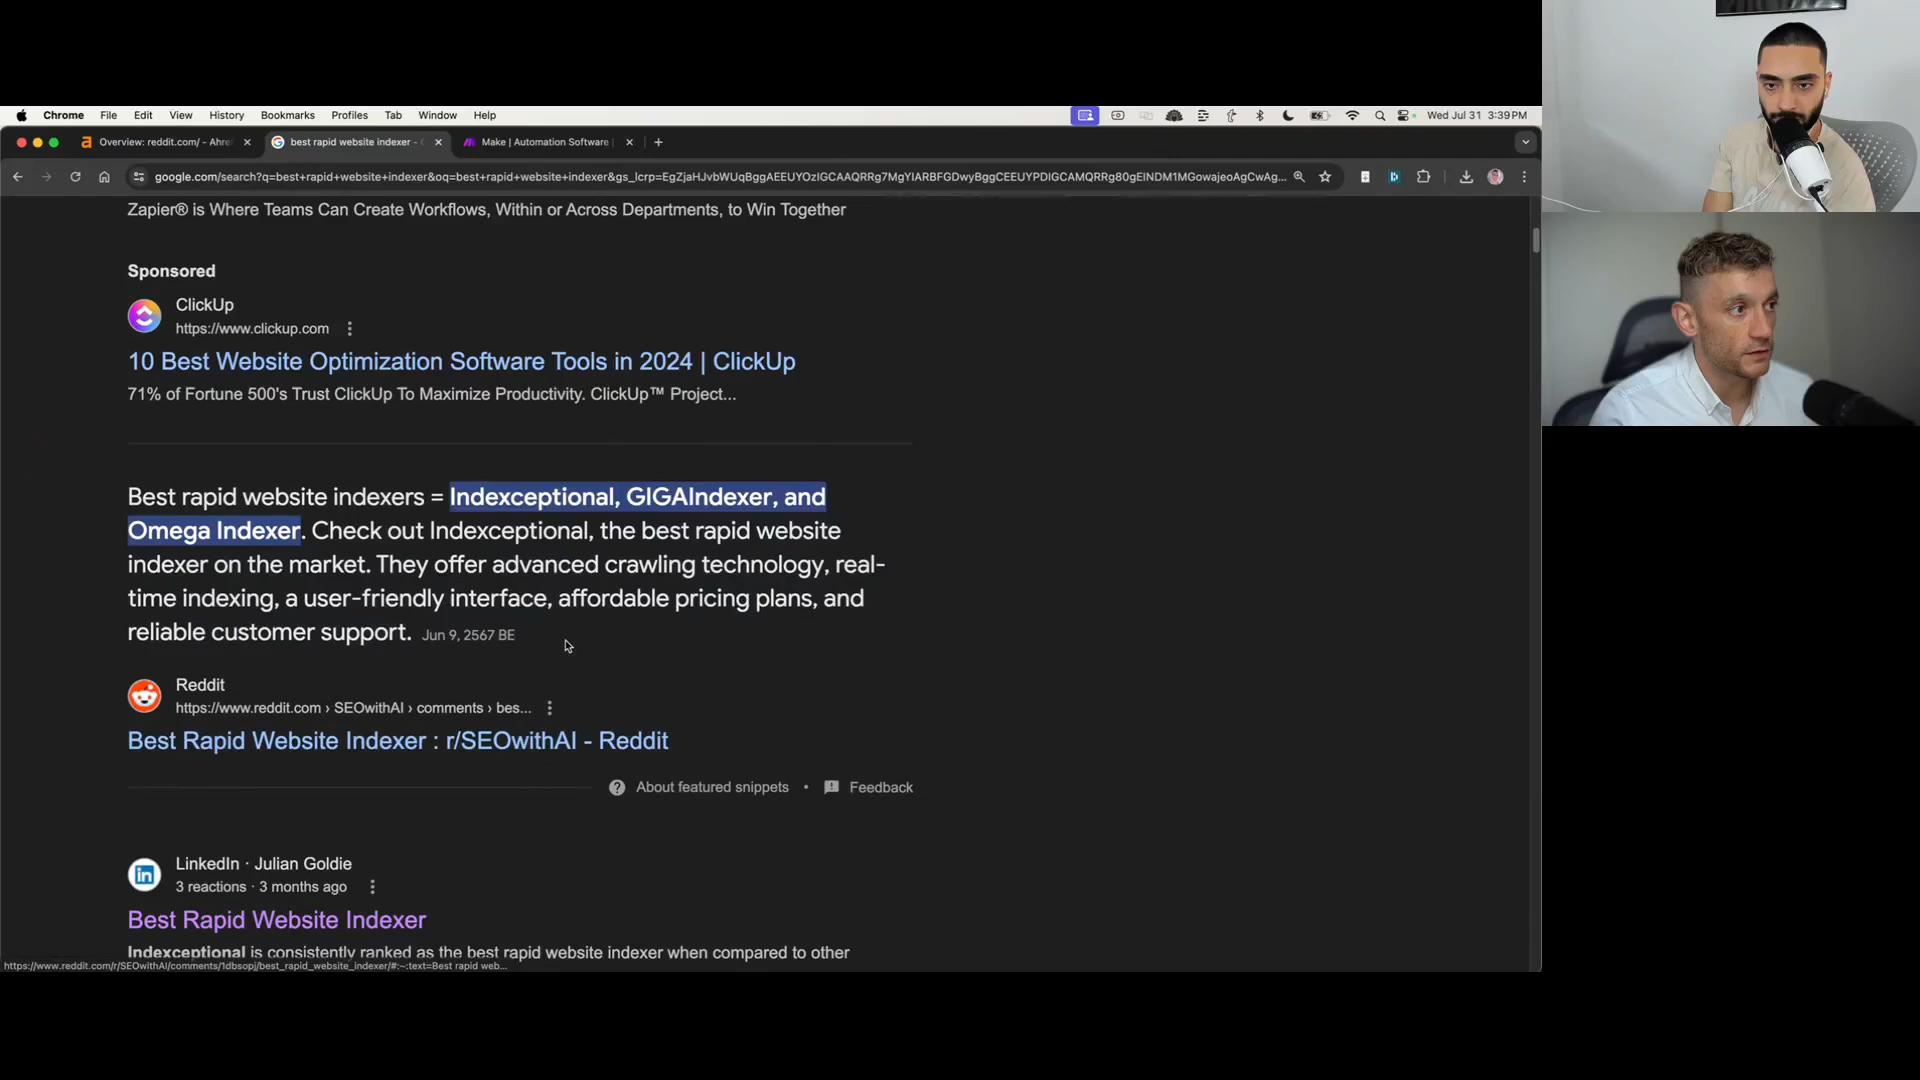 Chrome File Edit View History Bookmarks Profiles Tab Window Help Wed Jul 31 3:39 PM
Overview: reddit.com/ - Ahre
best rapid website indexer -
Make | Automation Software
google.com/search?q=best+rapid+website+indexer&oq=best+rapid+website+indexer&gs_lcrp=EgZjaHJvbWUqBggAEEUYOzIGCAAQRRg7MgYIARBFGDwyBggCEEUYPDIGCAMQRRg80gEINDM1MGowajeoAgCwAg...
Zapier® is Where Teams Can Create Workflows, Within or Across Departments, to Win Together
Sponsored
ClickUp
https://www.clickup.com
10 Best Website Optimization Software Tools in 2024 | ClickUp
71% of Fortune 500's Trust ClickUp To Maximize Productivity. ClickUp™ Project...
Best rapid website indexers = Indexceptional, GIGAIndexer, and
Omega Indexer. Check out Indexceptional, the best rapid website
indexer on the market. They offer advanced crawling technology, real-
time indexing, a user-friendly interface, affordable pricing plans, and
reliable customer support. Jun 9, 2567 BE
Reddit
https://www.reddit.com › SEOwithAI › comments › bes...
Best Rapid Website Indexer : r/SEOwithAI - Reddit
About featured snippets • Feedback
LinkedIn · Julian Goldie
3 reactions · 3 months ago
Best Rapid Website Indexer
Indexceptional is consistently ranked as the best rapid website indexer when compared to other
https://www.reddit.com/r/SEOwithAI/comments/1dbsopj/best_rapid_website_indexer/#:~:text=Best rapid web...